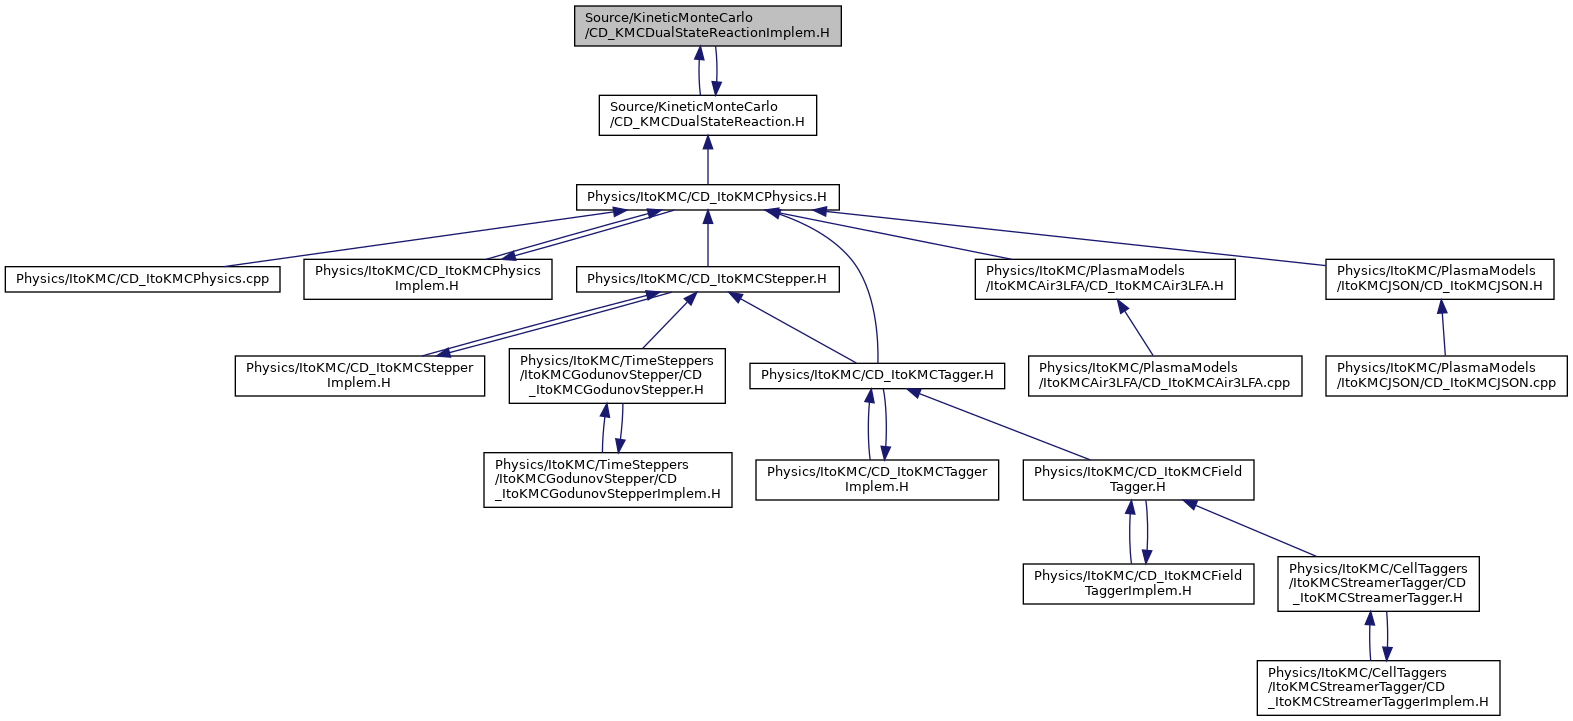 Source/KineticMonteCarlo
/CD_KMCDualStateReactionImplem.H
Source/KineticMonteCarlo
/CD_KMCDualStateReaction.H
Physics/ItoKMC/CD_ItoKMCPhysics.H
Physics/ItoKMC/CD_ItoKMCPhysics.cpp
Physics/ItoKMC/CD_ItoKMCPhysics
Implem.H
Physics/ItoKMC/CD_ItoKMCStepper.H
Physics/ItoKMC/PlasmaModels
/ItoKMCAir3LFA/CD_ItoKMCAir3LFA.H
Physics/ItoKMC/PlasmaModels
/ItoKMCJSON/CD_ItoKMCJSON.H
Physics/ItoKMC/CD_ItoKMCStepper
Implem.H
Physics/ItoKMC/TimeSteppers
/ItoKMCGodunovStepper/CD
_ItoKMCGodunovStepper.H
Physics/ItoKMC/CD_ItoKMCTagger.H
Physics/ItoKMC/PlasmaModels
/ItoKMCAir3LFA/CD_ItoKMCAir3LFA.cpp
Physics/ItoKMC/PlasmaModels
/ItoKMCJSON/CD_ItoKMCJSON.cpp
Physics/ItoKMC/TimeSteppers
/ItoKMCGodunovStepper/CD
_ItoKMCGodunovStepperImplem.H
Physics/ItoKMC/CD_ItoKMCTagger
Implem.H
Physics/ItoKMC/CD_ItoKMCField
Tagger.H
Physics/ItoKMC/CD_ItoKMCField
TaggerImplem.H
Physics/ItoKMC/CellTaggers
/ItoKMCStreamerTagger/CD
_ItoKMCStreamerTagger.H
Physics/ItoKMC/CellTaggers
/ItoKMCStreamerTagger/CD
_ItoKMCStreamerTaggerImplem.H